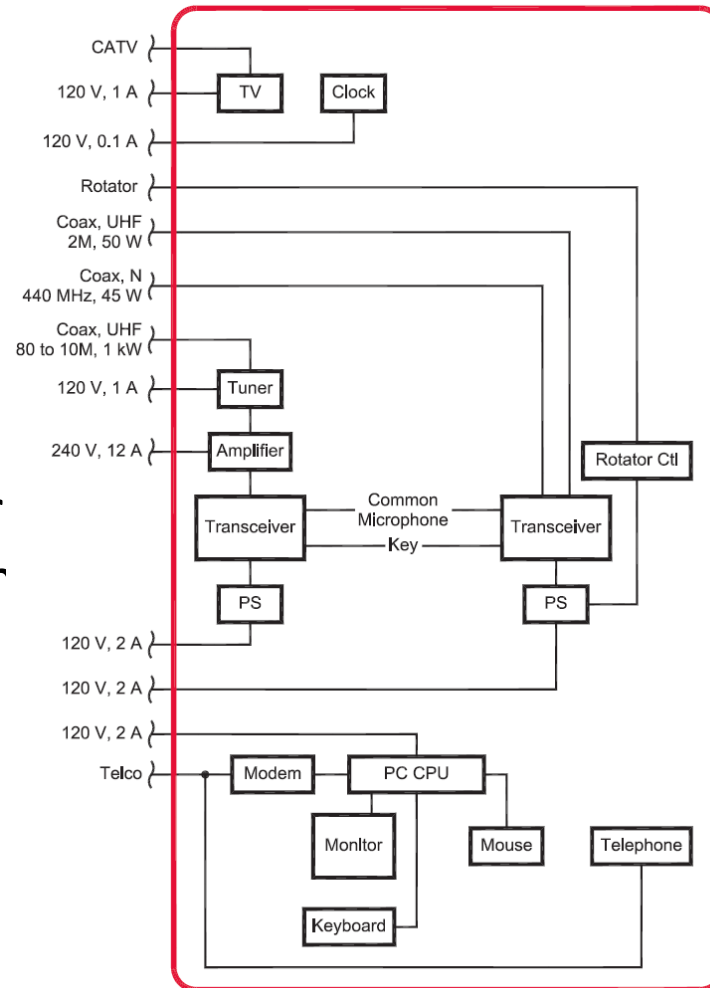 CATV
120 V, 1 A
TV
Clock
120 V, 0.1 A
Rotator
Coax, UHF
2M, 50 W
Coax, N
440 MHz, 45 W
Coax, UHF
80 to 10M, 1 kW
120 V, 1 A
Tuner
240 V, 12 A
Amplifier
Rotator Ctl
Transceiver
Common
Microphone
Key
Transceiver
PS
PS
120 V, 2 A
120 V, 2 A
120 V, 2 A
Telco
Modem
PC CPU
Monitor
Mouse
Telephone
Keyboard